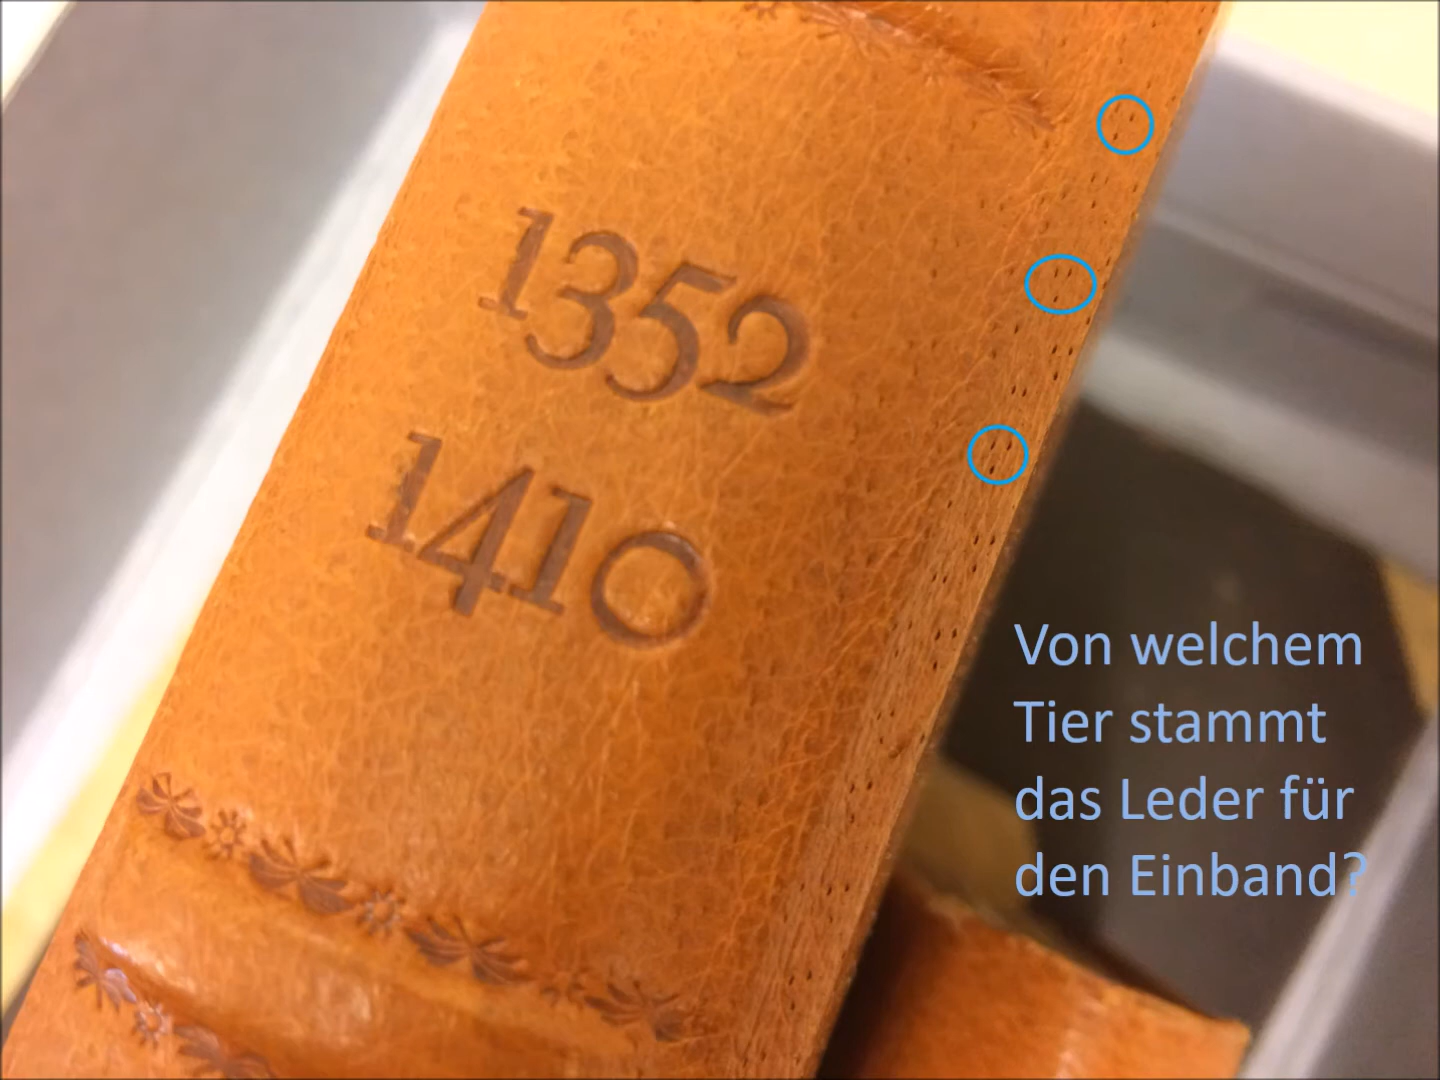 1352
1410
Von welchem
Tier stammt
das Leder für
den Einband?